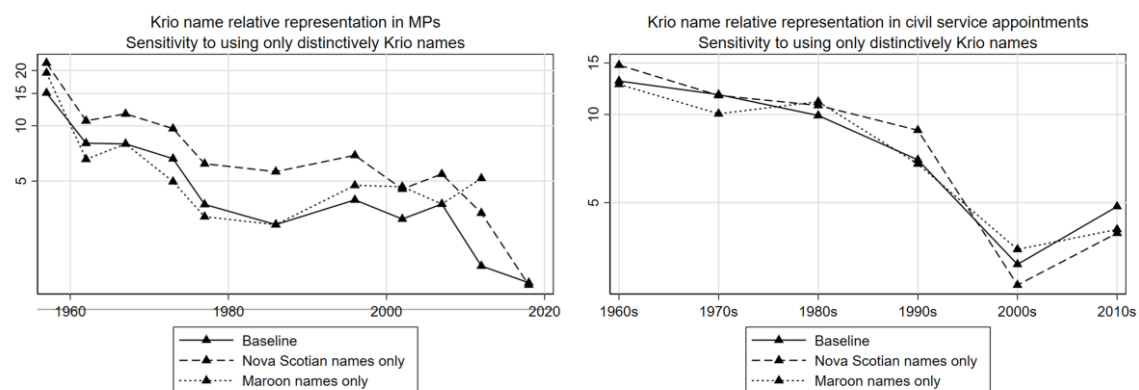 Krio name relative representation in MPs
Sensitivity to using only distinctively Krio names
20
15
10
5
1960
1980
2000
2020
Baseline
Nova Scotian names only
Maroon names only
Krio name relative representation in civil service appointments
Sensitivity to using only distinctively Krio names
15
10
5
1960s
1970s
1980s
1990s
2000s
2010s
Baseline
Nova Scotian names only
Maroon names only